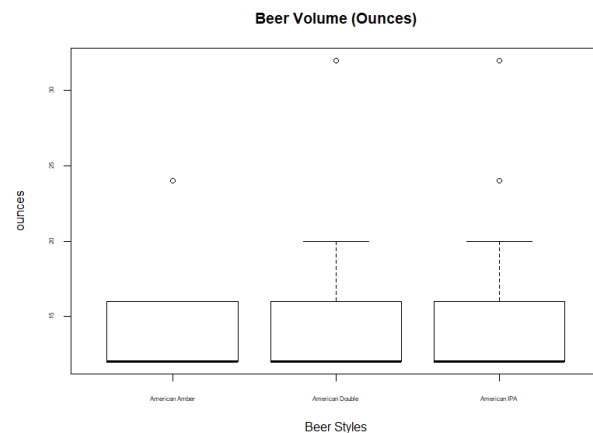 Beer Volume (Ounces)
30
25
20
15
ounces
American Amber
American Double
American IPA
Beer Styles